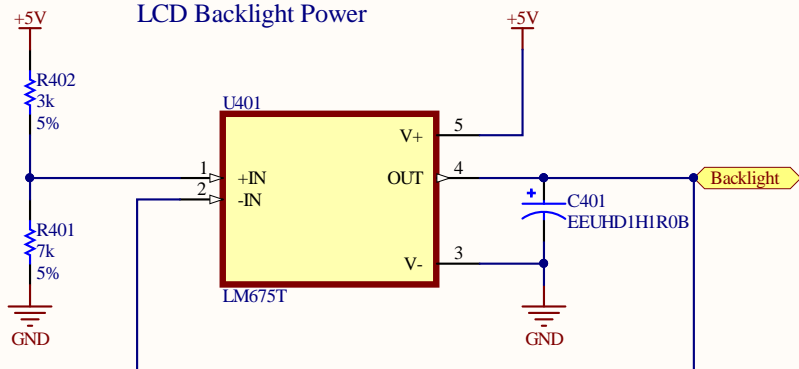 LCD Backlight Power
+5V
+5V
R402
3k
5%
U401
V+
5
1
+IN
OUT
4
Backlight
2
-IN
C401
EEUHD1H1R0B
R401
7k
5%
V-
3
LM675T
GND
GND